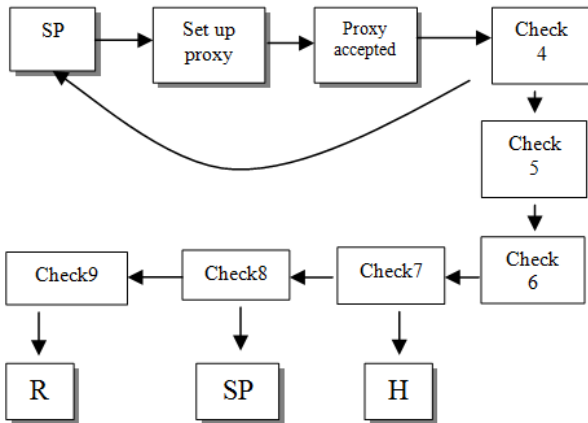 SP
Set up
proxy
Proxy
accepted
Check
4
Check
5
Check
6
Check7
Check8
Check9
R
SP
H